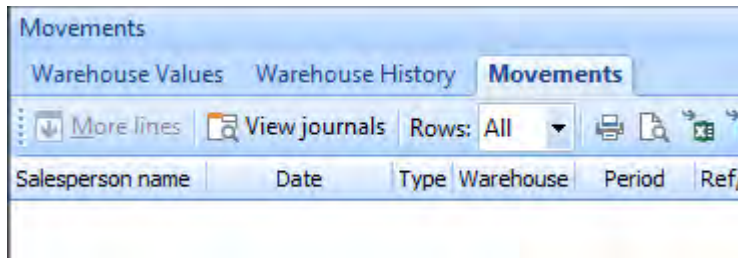 Movements
Warehouse Values Warehouse History Movements
More lines View journals Rows: All
Salesperson name Date Type Warehouse Period Ref/